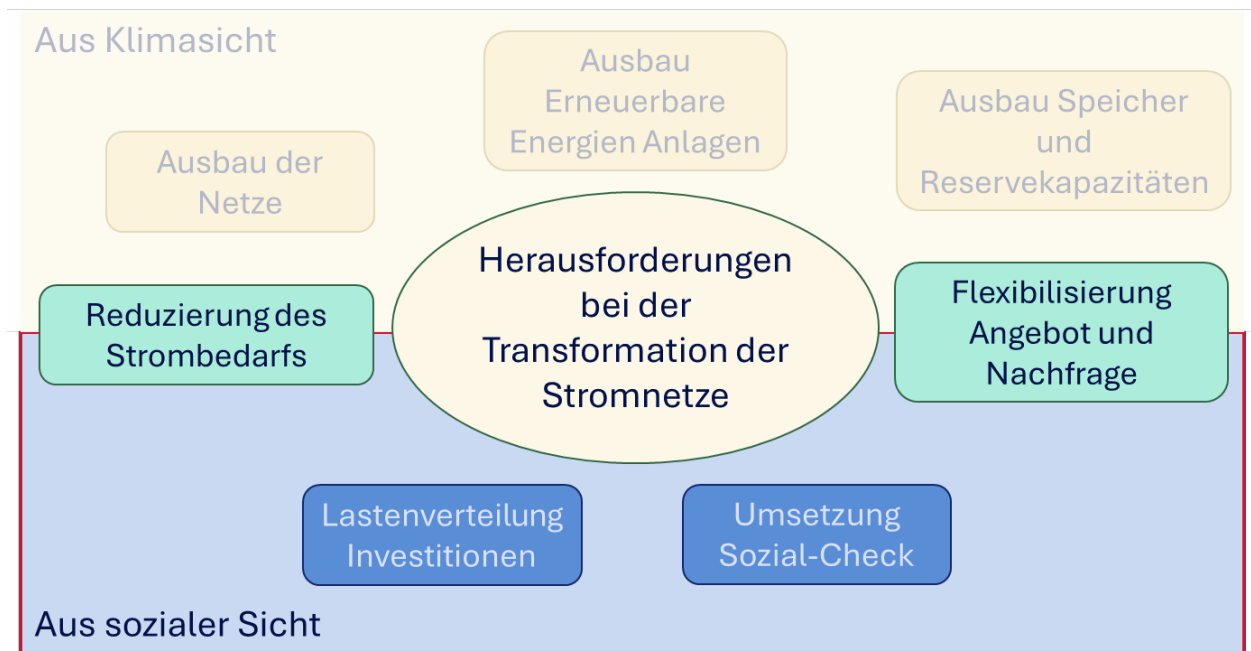 Aus Klimasicht
Ausbau
Erneuerbare
Energien Anlagen
Ausbau Speicher
und
Reservekapazitäten
Ausbau der
Netze
Herausforderungen
bei der
Transformation der
Stromnetze
Reduzierung des
Strombedarfs
Flexibilisierung
Angebot und
Nachfrage
Lastenverteilung
Investitionen
Umsetzung
Sozial-Check
Aus sozialer Sicht